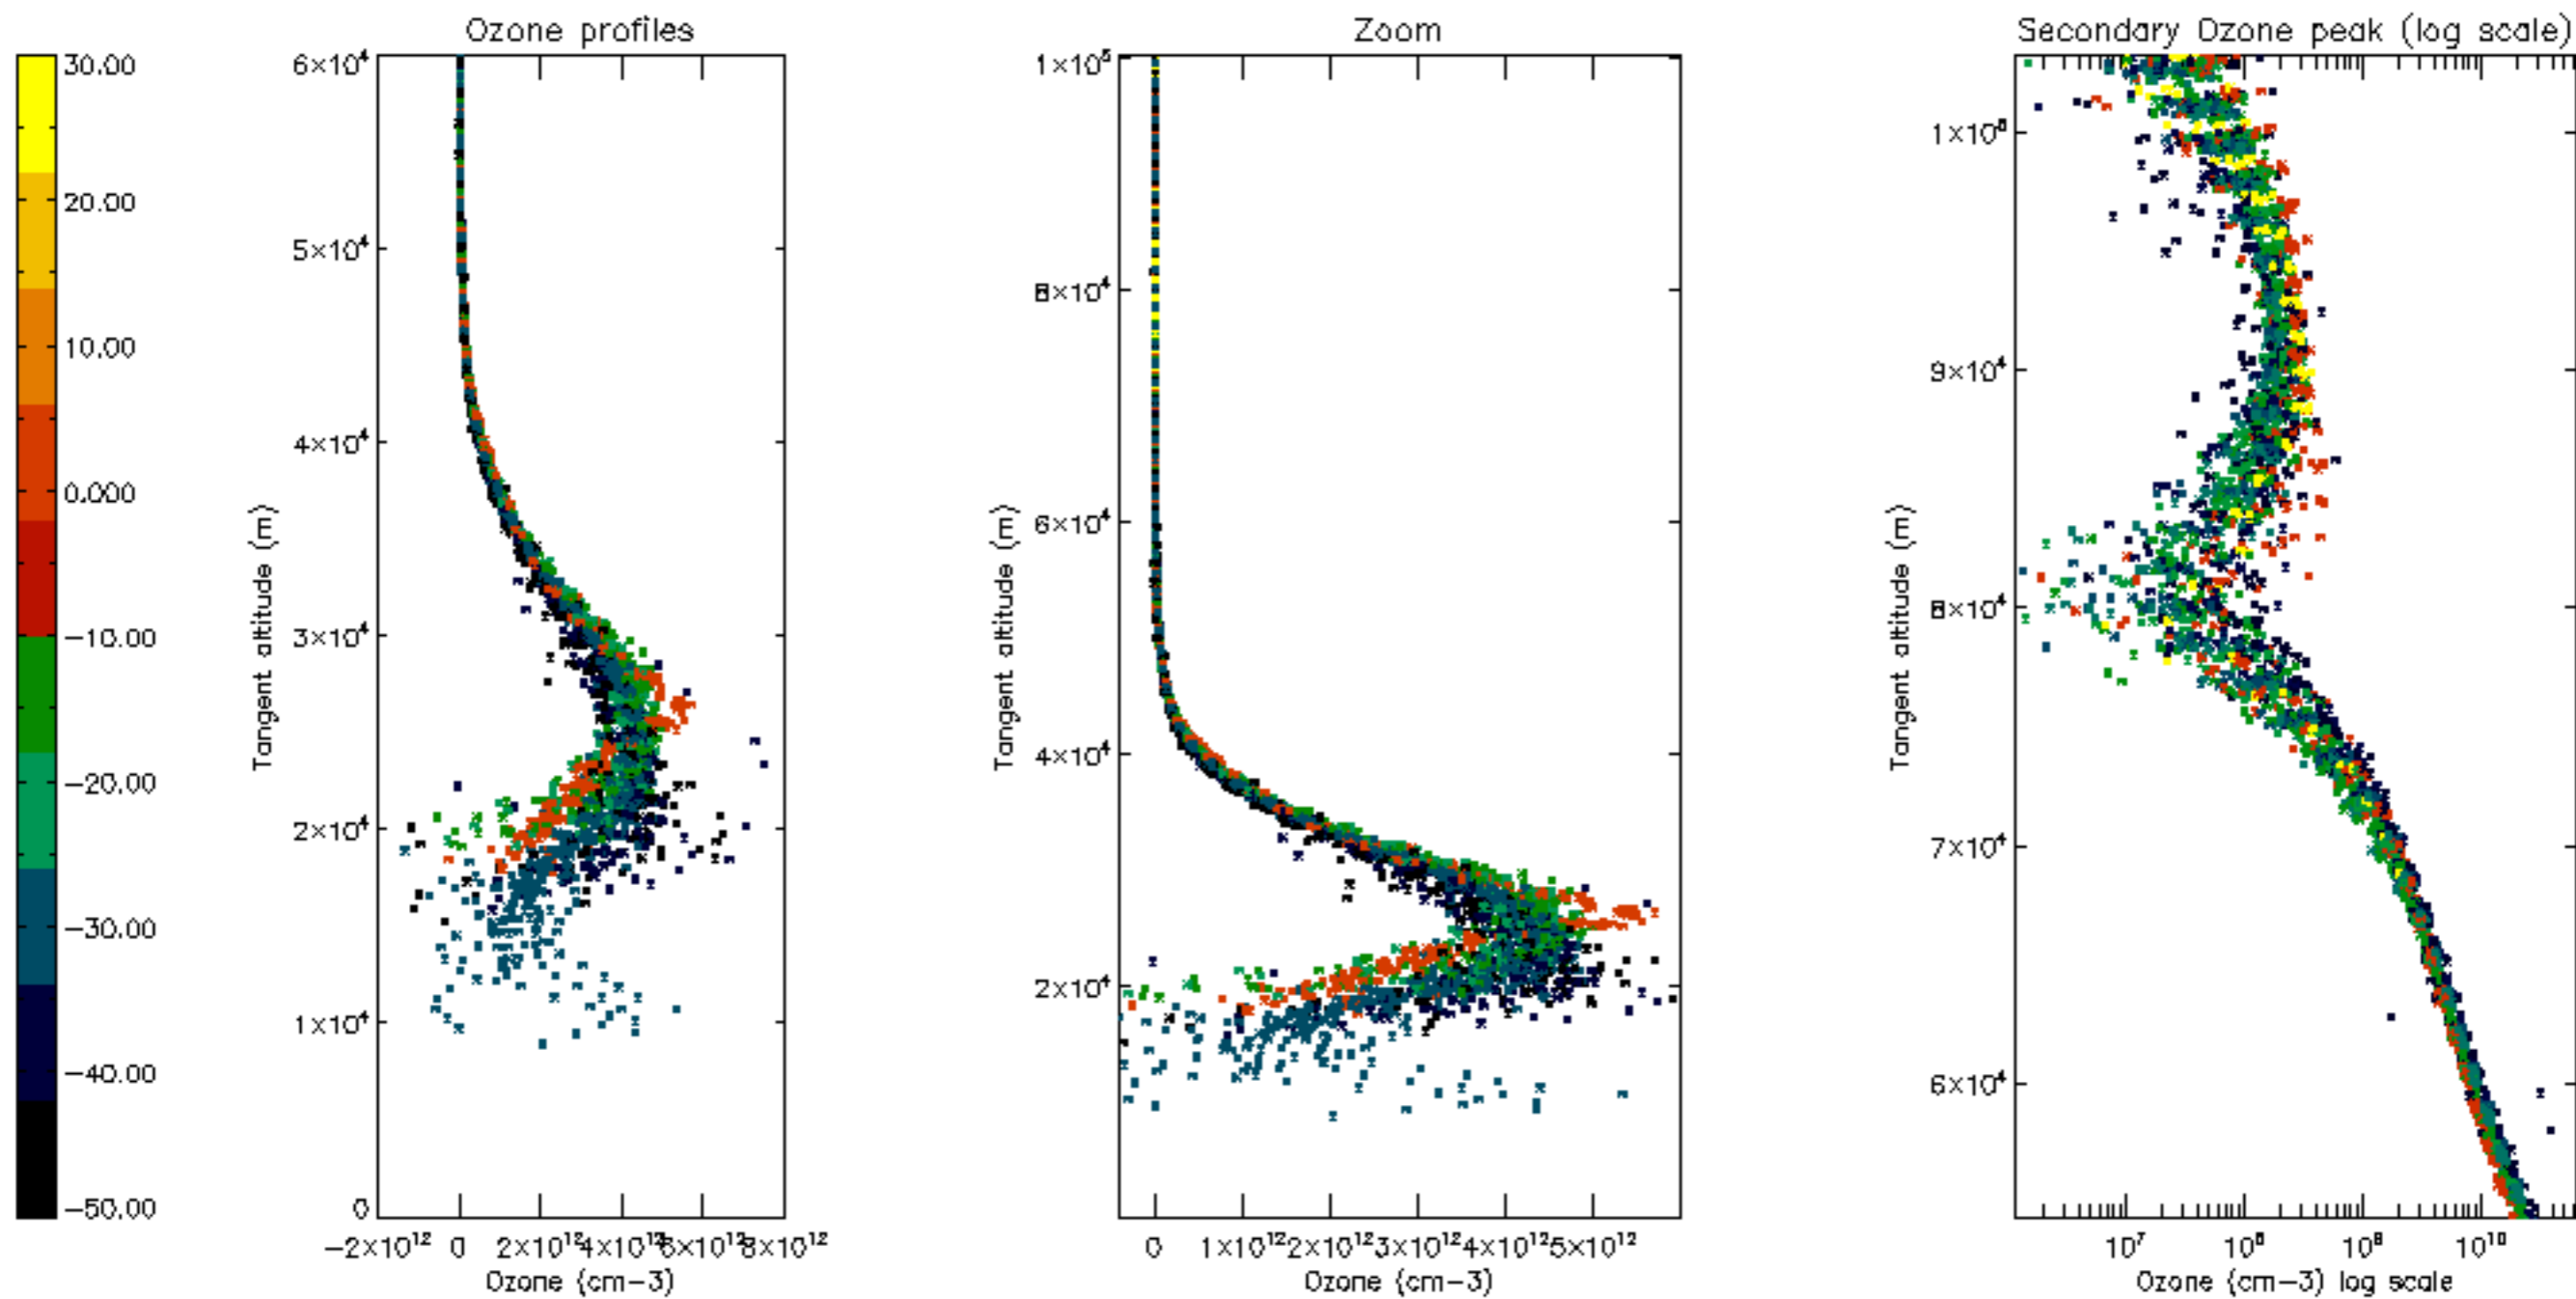 Ozone profiles
Zoom
Secondary Ozone peak (log scale)
30.00
20.00
10.00
0.000
−10.00
−20.00
−30.00
−40.00
−50.00
6×10⁴
5×10⁴
4×10⁴
3×10⁴
2×10⁴
1×10⁴
0
Tangent altitude (m)
−2×10¹² 0 2×10¹² 4×10¹² 6×10¹² 8×10¹²
Ozone (cm−3)
1×10⁵
8×10⁴
6×10⁴
4×10⁴
2×10⁴
Tangent altitude (m)
0 1×10¹² 2×10¹² 3×10¹² 4×10¹² 5×10¹²
Ozone (cm−3)
1×10⁵
9×10⁴
8×10⁴
7×10⁴
6×10⁴
Tangent altitude (m)
10⁷ 10⁸ 10⁹ 10¹⁰
Ozone (cm−3) log scale